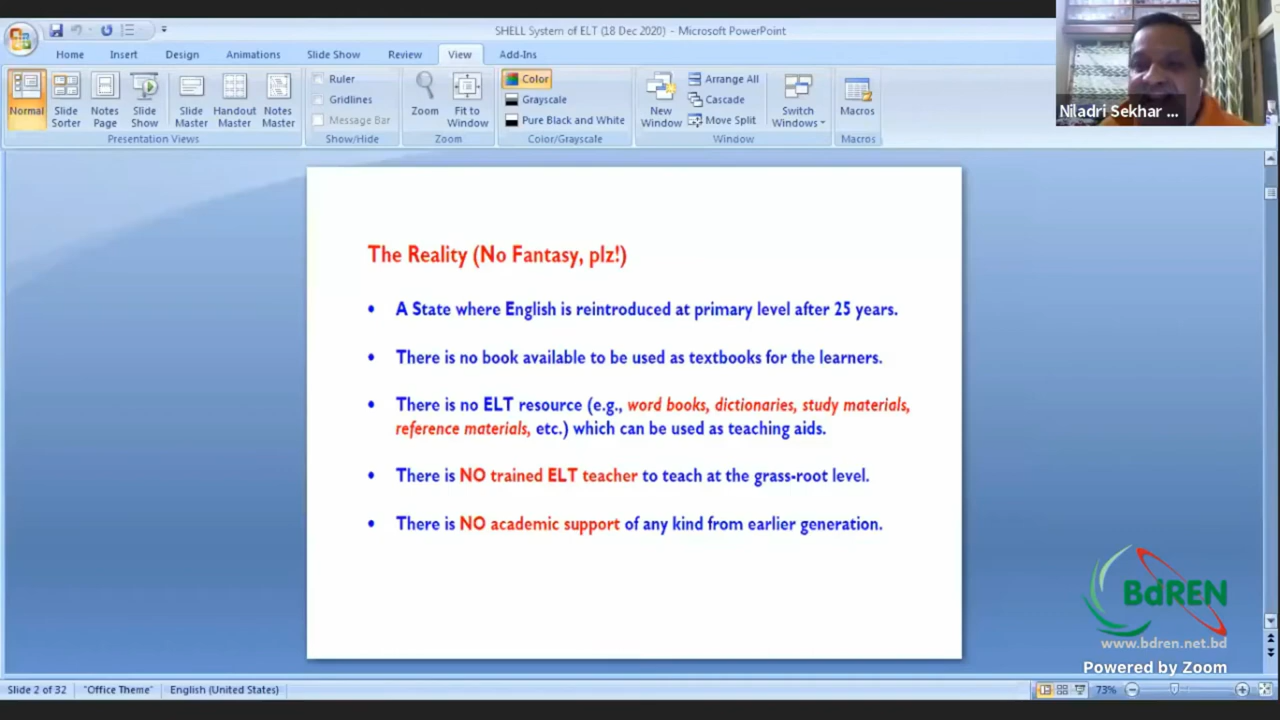 SHELL System of ELT (18 Dec 2020) - Microsoft PowerPoint
Home Insert Design Animations Slide Show Review View Add-Ins
Normal
Slide Sorter
Notes Page
Slide Show
Slide Master
Handout Master
Notes Master
Presentation Views
Ruler
Gridlines
Message Bar
Show/Hide
Zoom
Fit to Window
Zoom
Color
Grayscale
Pure Black and White
Color/Grayscale
New Window
Arrange All
Cascade
Move Split
Switch Windows
Window
Macros
Macros
Niladri Sekhar ...
The Reality (No Fantasy, plz!)
• A State where English is reintroduced at primary level after 25 years.
• There is no book available to be used as textbooks for the learners.
• There is no ELT resource (e.g., word books, dictionaries, study materials,
reference materials, etc.) which can be used as teaching aids.
• There is NO trained ELT teacher to teach at the grass-root level.
• There is NO academic support of any kind from earlier generation.
BdREN
www.bdren.net.bd
Powered by Zoom
Slide 2 of 32 "Office Theme" English (United States) 73%